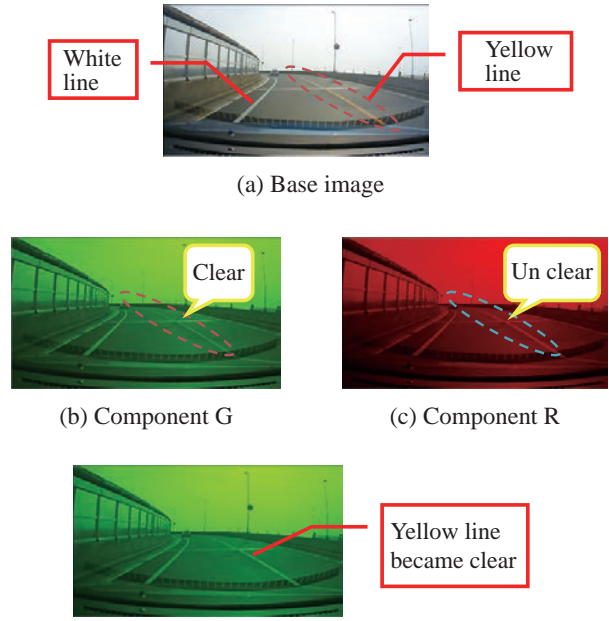 White
line
Yellow
line
(a) Base image
Clear
Un clear
(b) Component G
(c) Component R
Yellow line
became clear